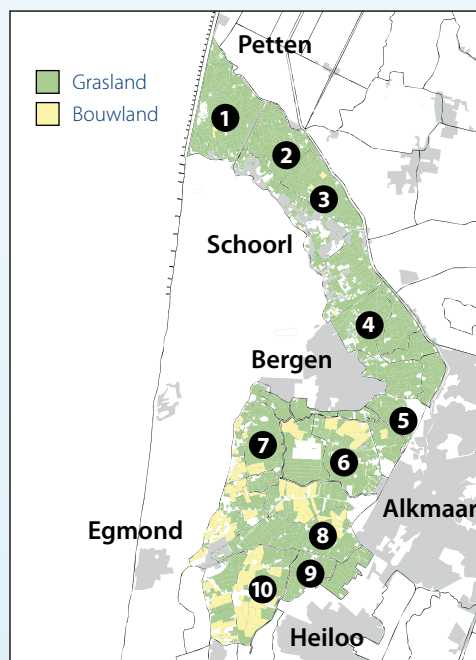 Petten
Grasland
Bouwland
1
2
3
Schoorl
4
Bergen
5
7
6
Alkmaar
Egmond
8
9
10
Heiloo